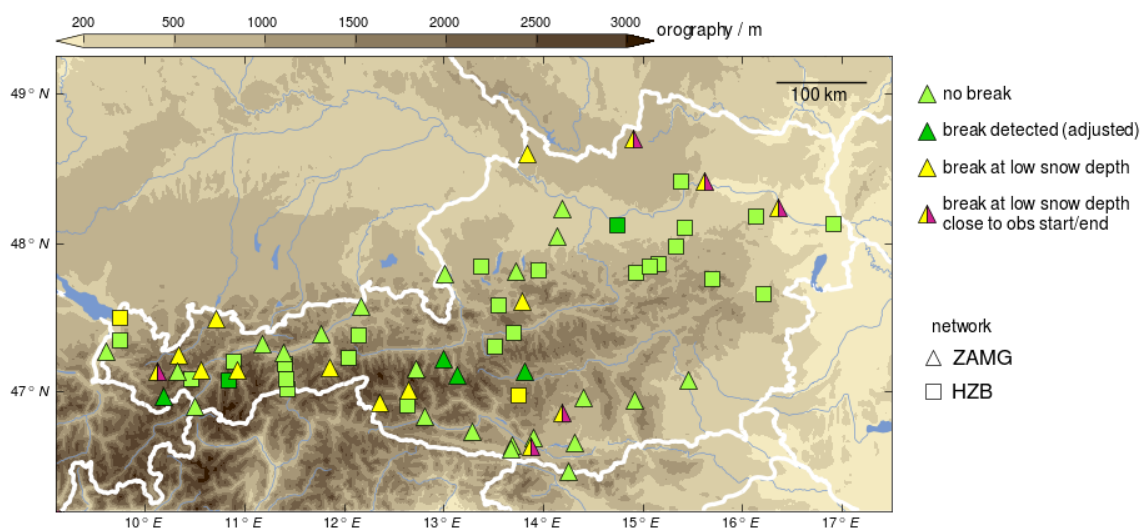 200 500 1000 1500 2000 2500 3000
orography / m
49° N
48° N
47° N
10° E 11° E 12° E 13° E 14° E 15° E 16° E 17° E
100 km
no break
break detected (adjusted)
break at low snow depth
break at low snow depth
close to obs start/end
network
ZAMG
HZB